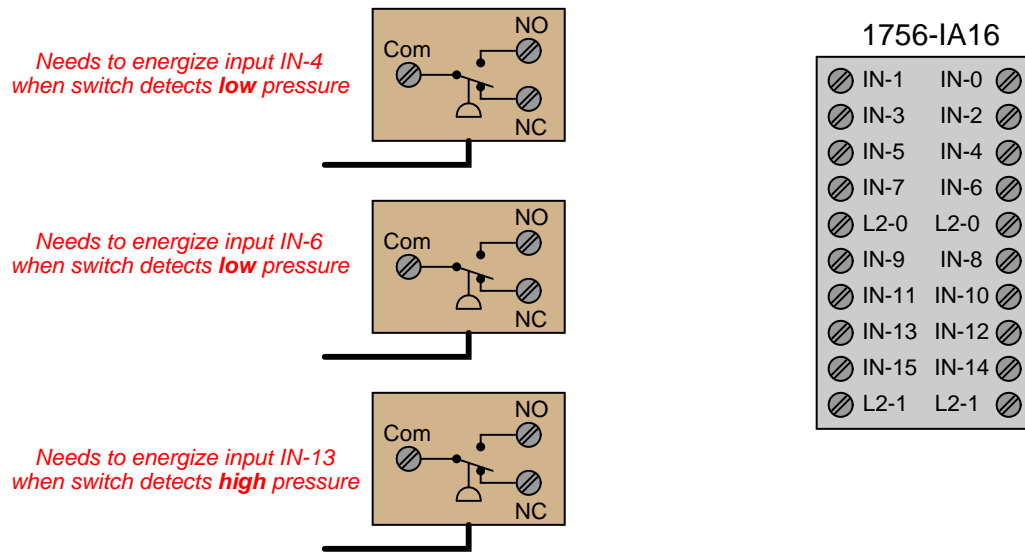 Needs to energize input IN-4
when switch detects low pressure
Com
NO
NC
Needs to energize input IN-6
when switch detects low pressure
Com
NO
NC
Needs to energize input IN-13
when switch detects high pressure
Com
NO
NC
1756-IA16
IN-1 IN-0
IN-3 IN-2
IN-5 IN-4
IN-7 IN-6
L2-0 L2-0
IN-9 IN-8
IN-11 IN-10
IN-13 IN-12
IN-15 IN-14
L2-1 L2-1